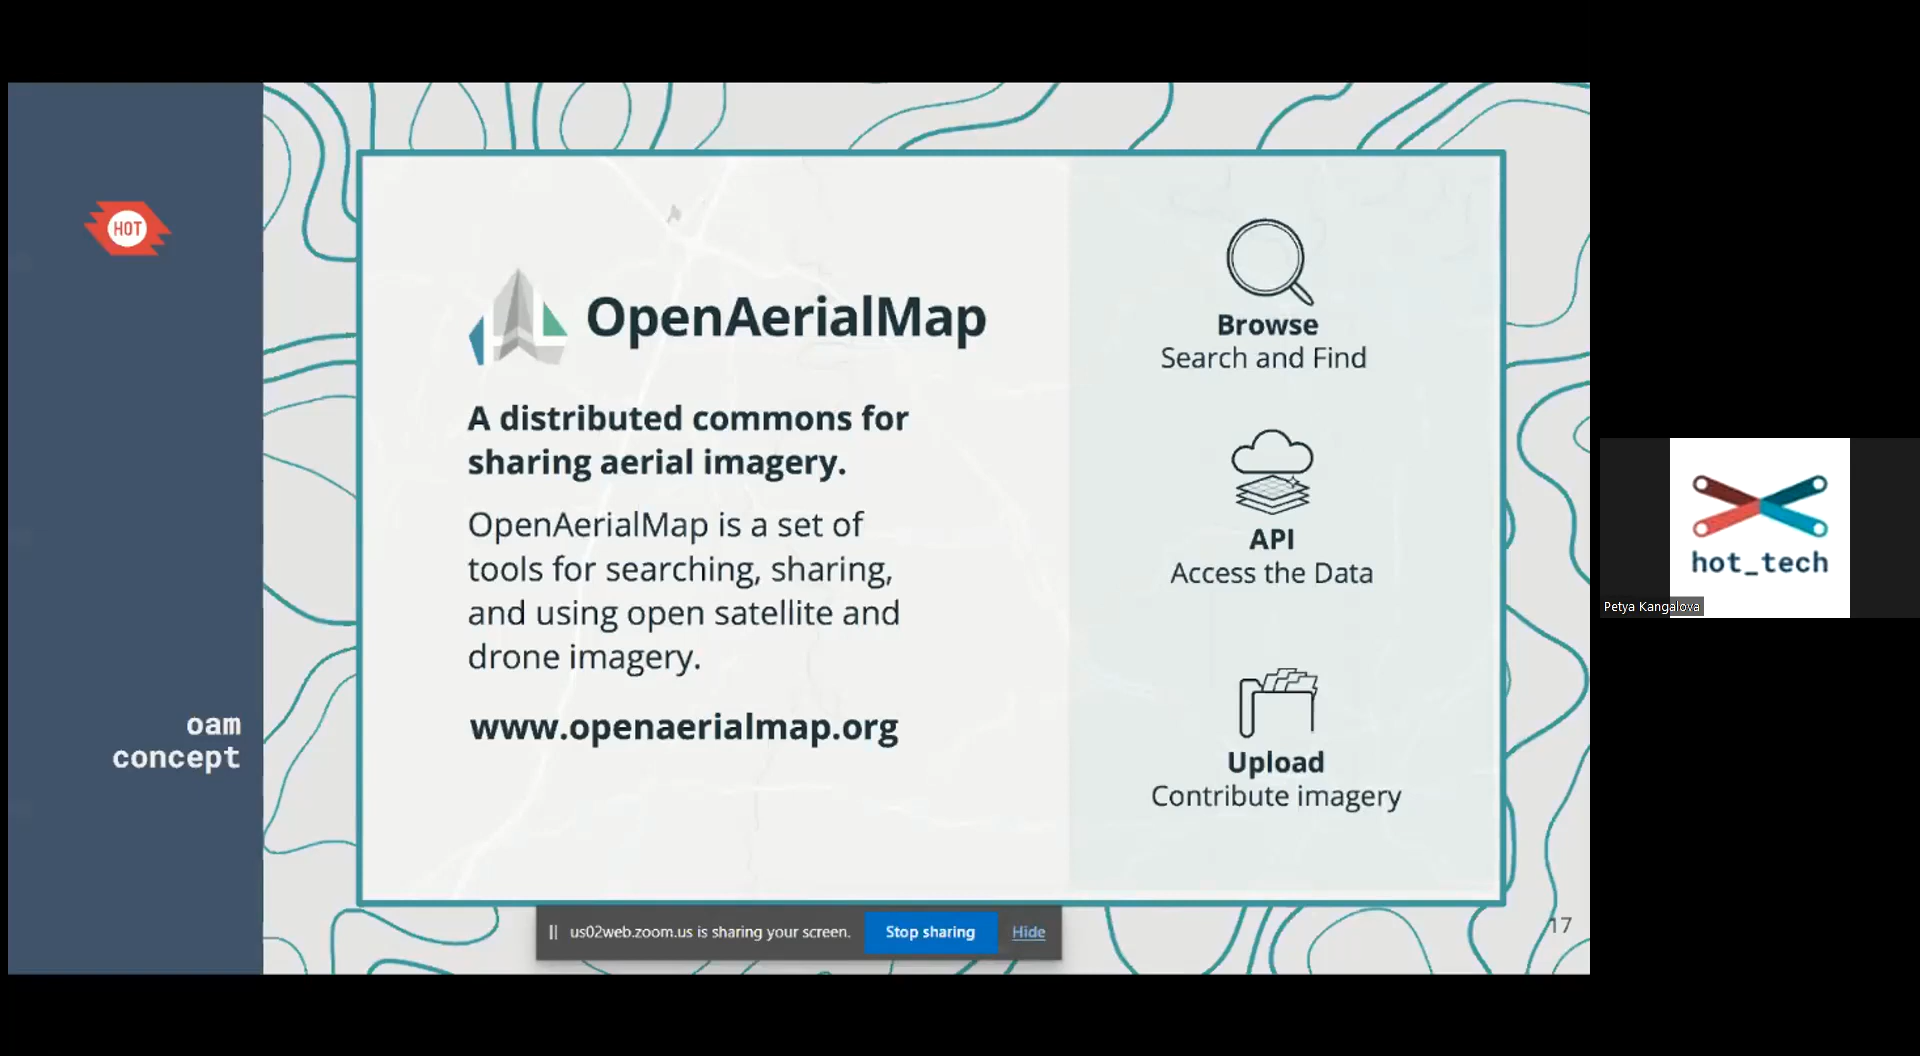 HOT
oam
concept
OpenAerialMap
A distributed commons for
sharing aerial imagery.
OpenAerialMap is a set of
tools for searching, sharing,
and using open satellite and
drone imagery.
www.openaerialmap.org
Browse
Search and Find
API
Access the Data
Upload
Contribute imagery
17
us02web.zoom.us is sharing your screen.
Stop sharing
Hide
hot_tech
Petya Kangalova